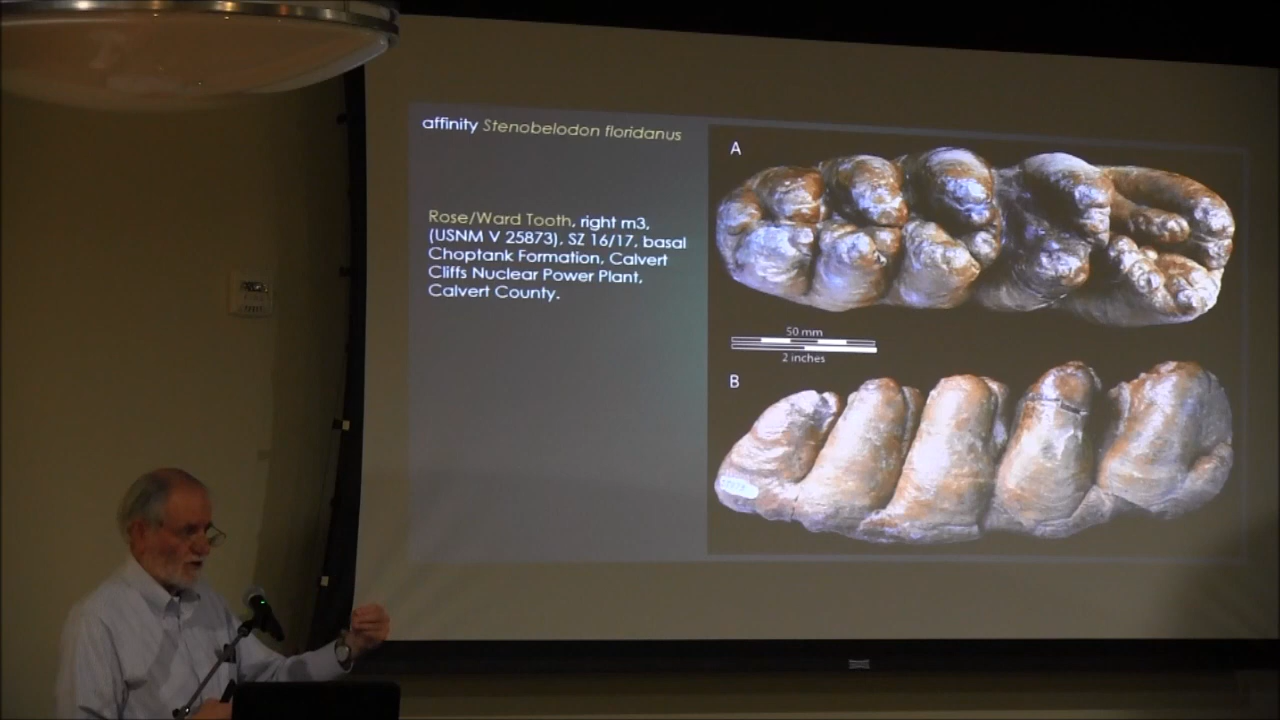 affinity Stenobelodon floridanus
Rose/Ward Tooth, right m3,
(USNM V 25873), SZ 16/17, basal
Choptank Formation, Calvert
Cliffs Nuclear Power Plant,
Calvert County.
A
50 mm
2 inches
B